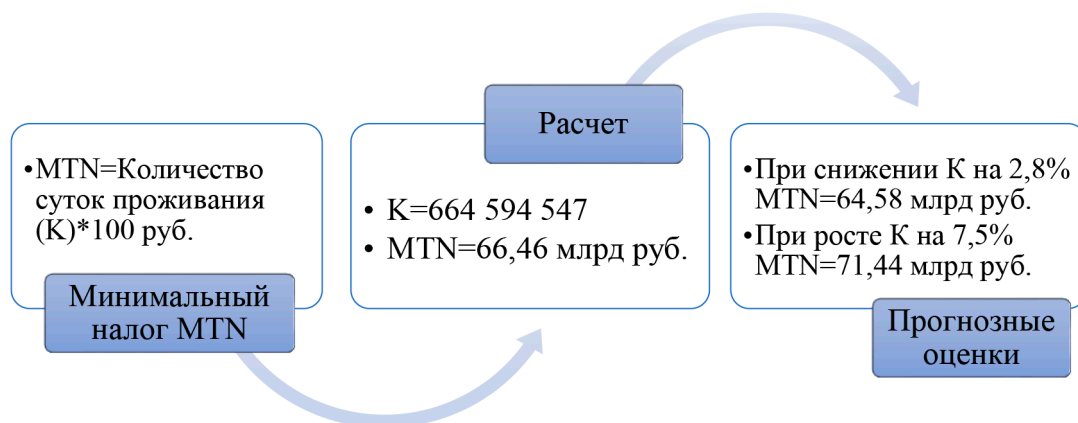 •MTN=Количество
суток проживания
(K)*100 руб.
Минимальный
налог MTN
Расчет
• K=664 594 547
• MTN=66,46 млрд руб.
•При снижении К на 2,8%
MTN=64,58 млрд руб.
•При росте К на 7,5%
MTN=71,44 млрд руб.
Прогнозные
оценки